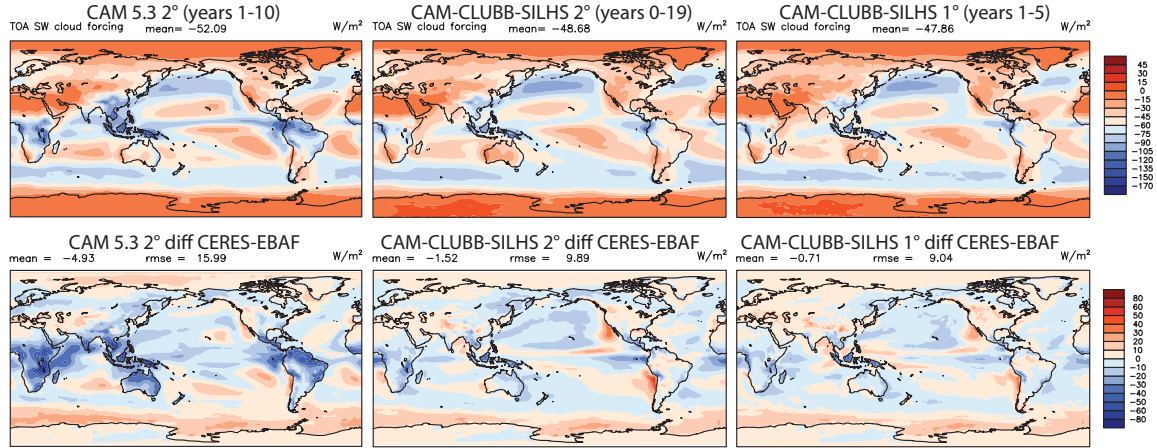 CAM 5.3 2° (years 1-10)
TOA SW cloud forcing mean= −52.09 W/m²
CAM-CLUBB-SILHS 2° (years 0-19)
TOA SW cloud forcing mean= −48.68 W/m²
CAM-CLUBB-SILHS 1° (years 1-5)
TOA SW cloud forcing mean= −47.86 W/m²
45
30
15
0
−15
−30
−45
−60
−75
−90
−105
−120
−135
−150
−170
CAM 5.3 2° diff CERES-EBAF
mean = −4.93 rmse = 15.99 W/m²
CAM-CLUBB-SILHS 2° diff CERES-EBAF
mean = −1.52 rmse = 9.89 W/m²
CAM-CLUBB-SILHS 1° diff CERES-EBAF
mean = −0.71 rmse = 9.04 W/m²
80
70
60
50
40
30
20
10
0
−10
−20
−30
−40
−50
−60
−70
−80